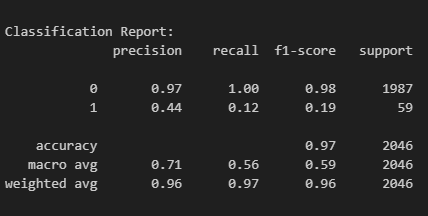 Classification Report:
precision recall f1-score support
0 0.97 1.00 0.98 1987
1 0.44 0.12 0.19 59
accuracy 0.97 2046
macro avg 0.71 0.56 0.59 2046
weighted avg 0.96 0.97 0.96 2046